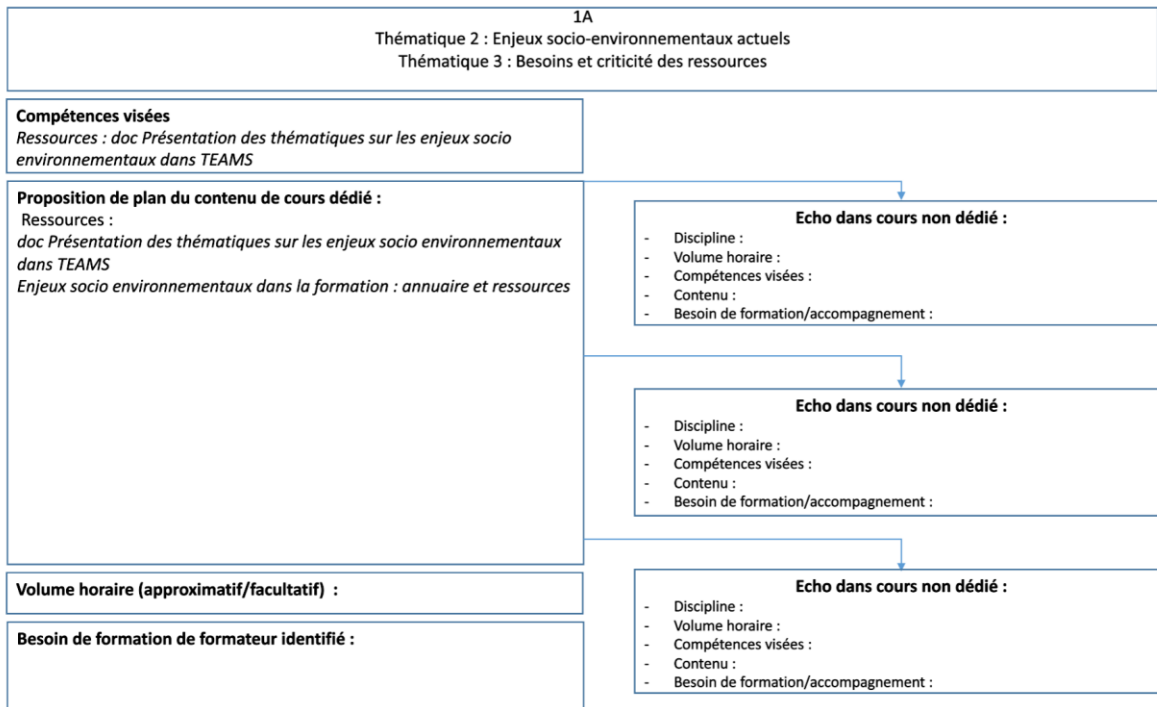 1A
Thématique 2 : Enjeux socio-environnementaux actuels
Thématique 3 : Besoins et criticité des ressources
Compétences visées
Ressources : doc Présentation des thématiques sur les enjeux socio
environnementaux dans TEAMS
Proposition de plan du contenu de cours dédié :
Ressources :
doc Présentation des thématiques sur les enjeux socio environnementaux
dans TEAMS
Enjeux socio environnementaux dans la formation : annuaire et ressources
Volume horaire (approximatif/facultatif) :
Besoin de formation de formateur identifié :
Echo dans cours non dédié :
- Discipline :
- Volume horaire :
- Compétences visées :
- Contenu :
- Besoin de formation/accompagnement :
Echo dans cours non dédié :
- Discipline :
- Volume horaire :
- Compétences visées :
- Contenu :
- Besoin de formation/accompagnement :
Echo dans cours non dédié :
- Discipline :
- Volume horaire :
- Compétences visées :
- Contenu :
- Besoin de formation/accompagnement :